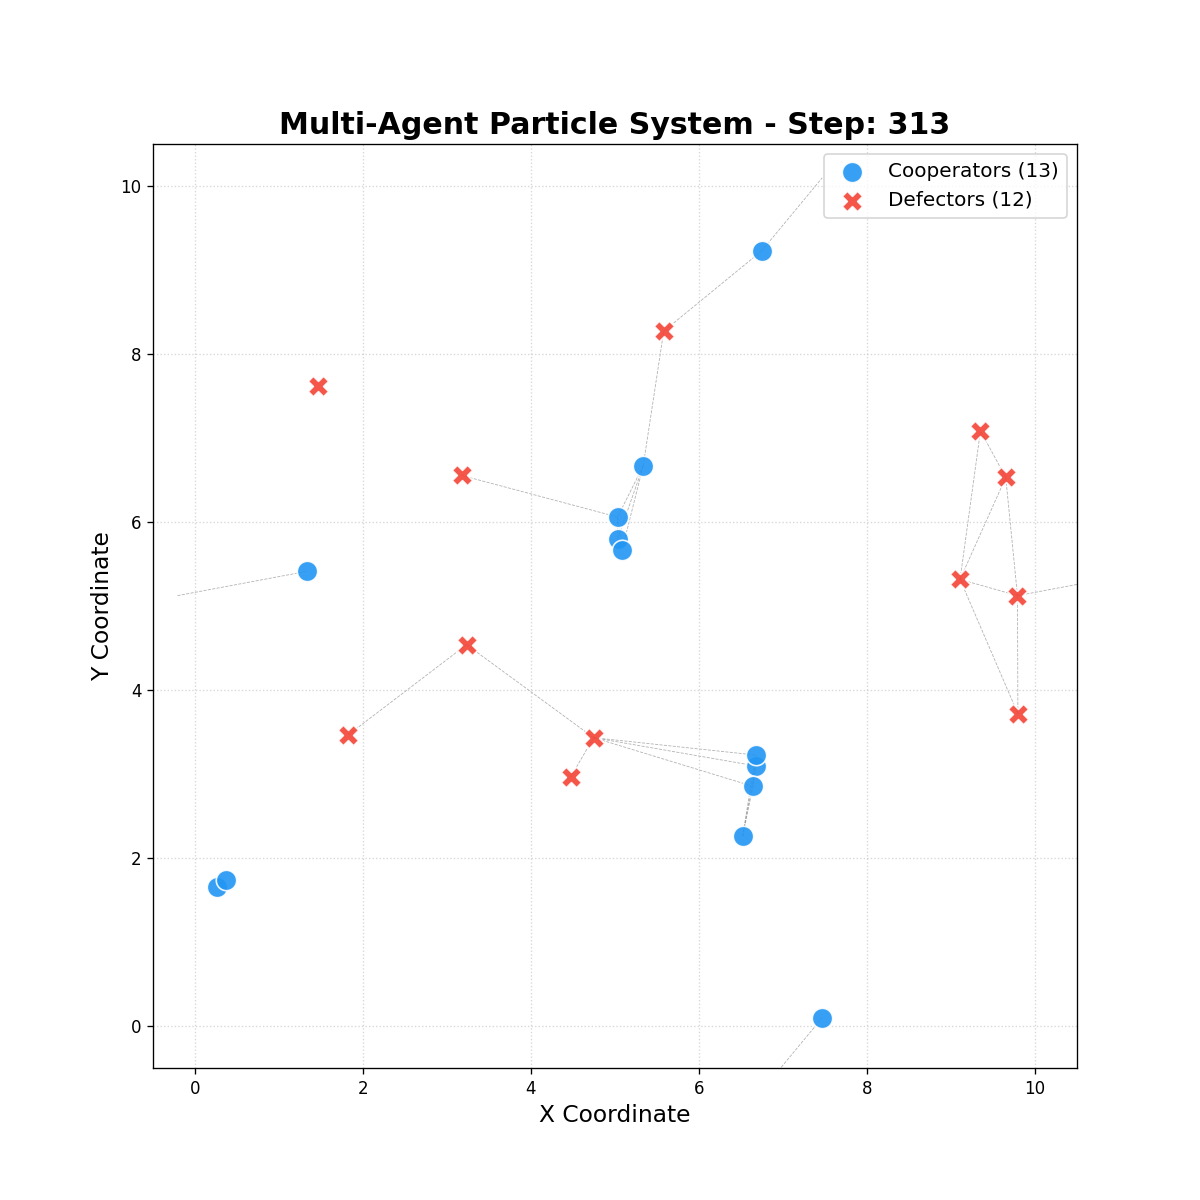 Multi-Agent Particle System - Step: 313
Cooperators (13)
Defectors (12)
Y Coordinate
10
8
6
4
2
0
0 2 4 6 8 10
X Coordinate